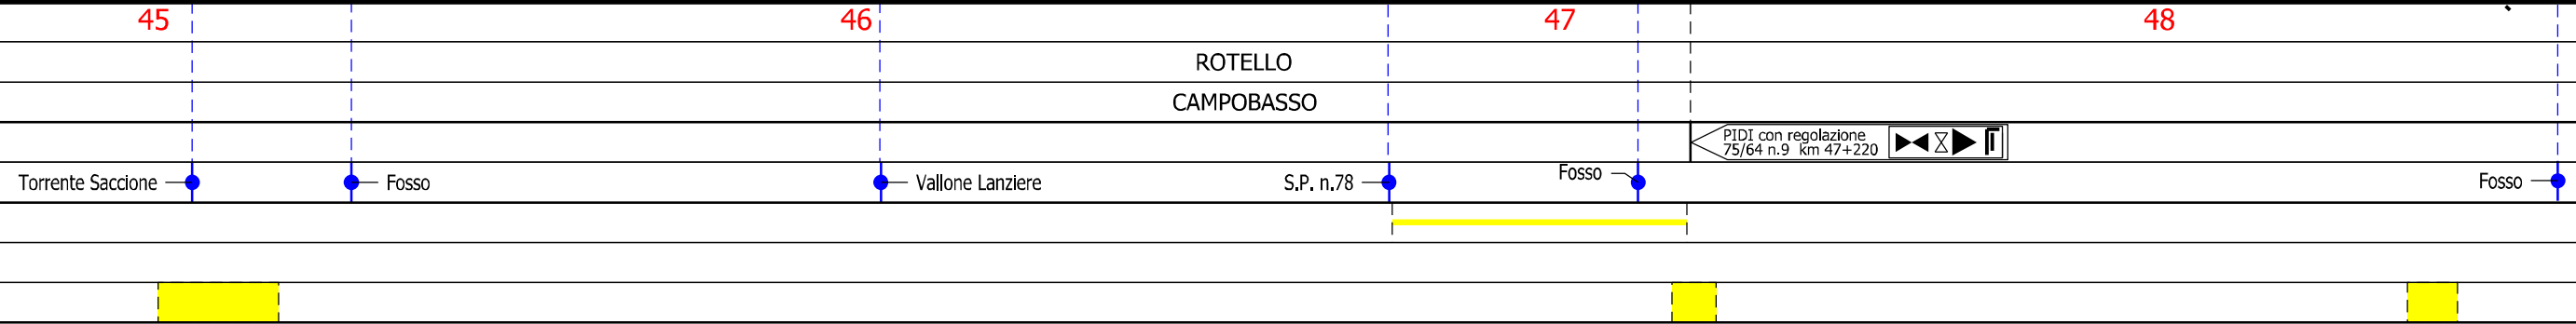 45 46 47 48
ROTELLO
CAMPOBASSO
PIDI con regolazione
75/64 n.9 km 47+220
Torrente Saccione Fosso Vallone Lanziere S.P. n.78 Fosso Fosso